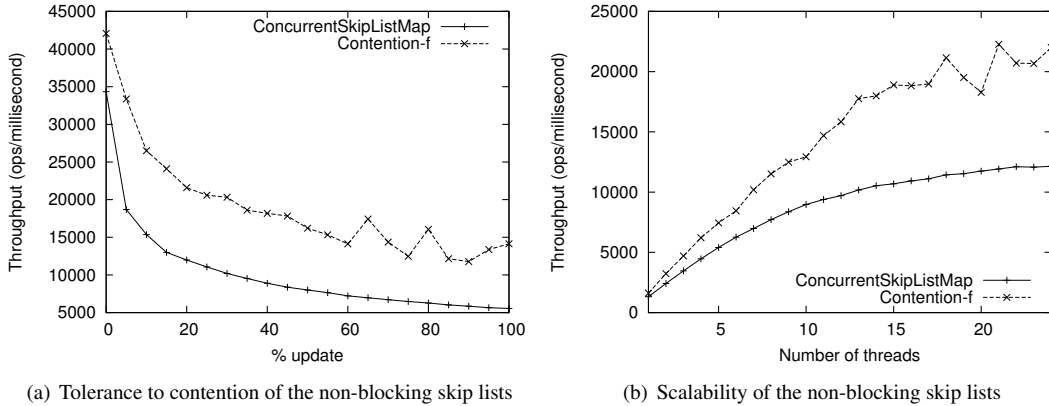 45000
40000
35000
30000
25000
20000
15000
10000
5000
Throughput (ops/millisecond)
ConcurrentSkipListMap
Contention-f
0 20 40 60 80 100
% update
(a) Tolerance to contention of the non-blocking skip lists
25000
20000
15000
10000
5000
0
Throughput (ops/millisecond)
ConcurrentSkipListMap
Contention-f
5 10 15 20
Number of threads
(b) Scalability of the non-blocking skip lists